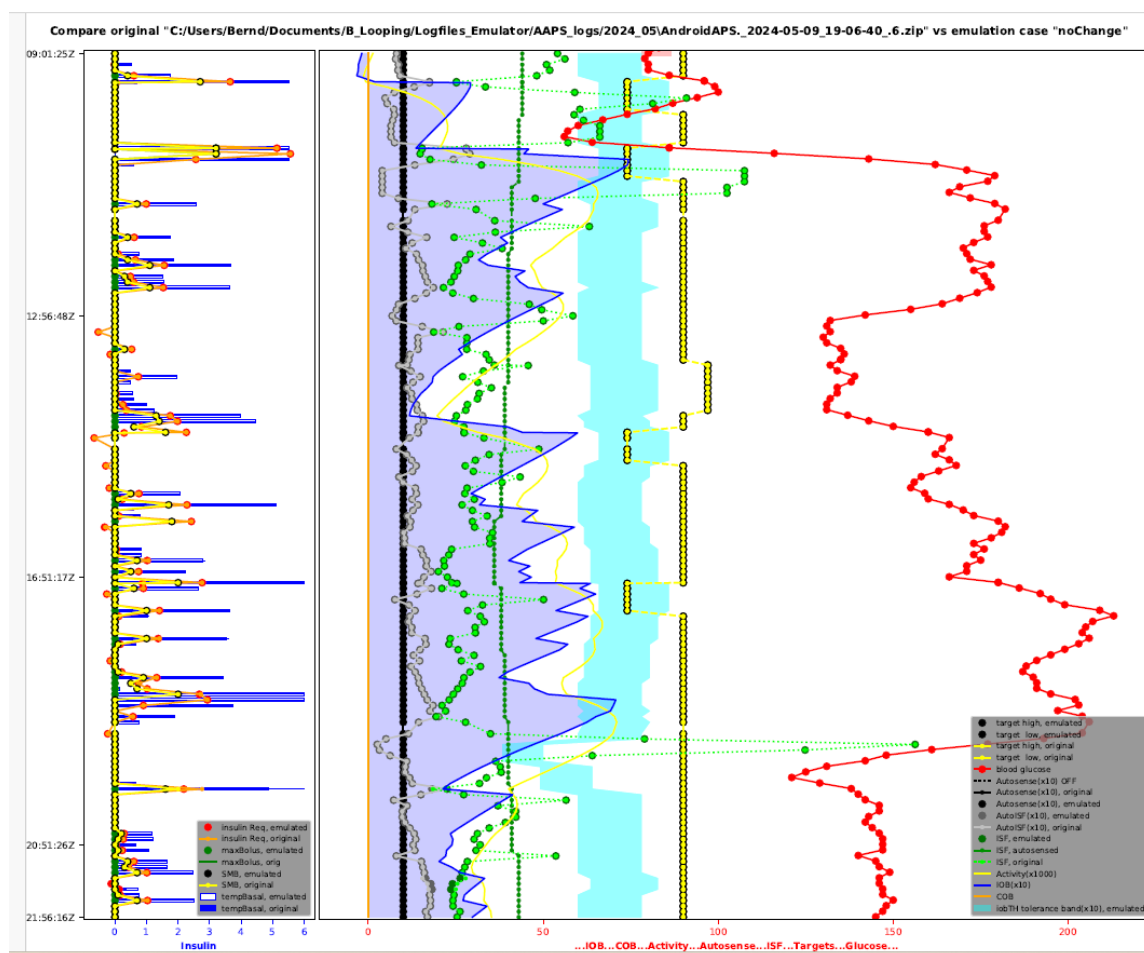 Compare original "C:/Users/Bernd/Documents/B_Looping/Logfiles_Emulator/AAPS_logs/2024_05\AndroidAPS._2024-05-09_19-06-40_.6.zip" vs emulation case "noChange"
09:01:25Z
12:56:48Z
16:51:17Z
20:51:26Z
21:56:16Z
insulin Req, emulated
insulin Req, original
maxBolus, emulated
maxBolus, orig
SMB, emulated
SMB, original
tempBasal, emulated
tempBasal, original
0 1 2 3 4 5 6
Insulin
target high, emulated
target low, emulated
target high, original
target low, original
blood glucose
Autosense(x10) OFF
Autosense(x10), original
Autosense(x10), emulated
AutoISF(x10), emulated
AutoISF(x10), original
ISF, emulated
ISF, autosensed
ISF, original
Activity(x1000)
IOB(x10)
COB
iobTH tolerance band(x10), emulated
0 50 100 150 200
...IOB...COB...Activity...Autosense...ISF...Targets...Glucose...